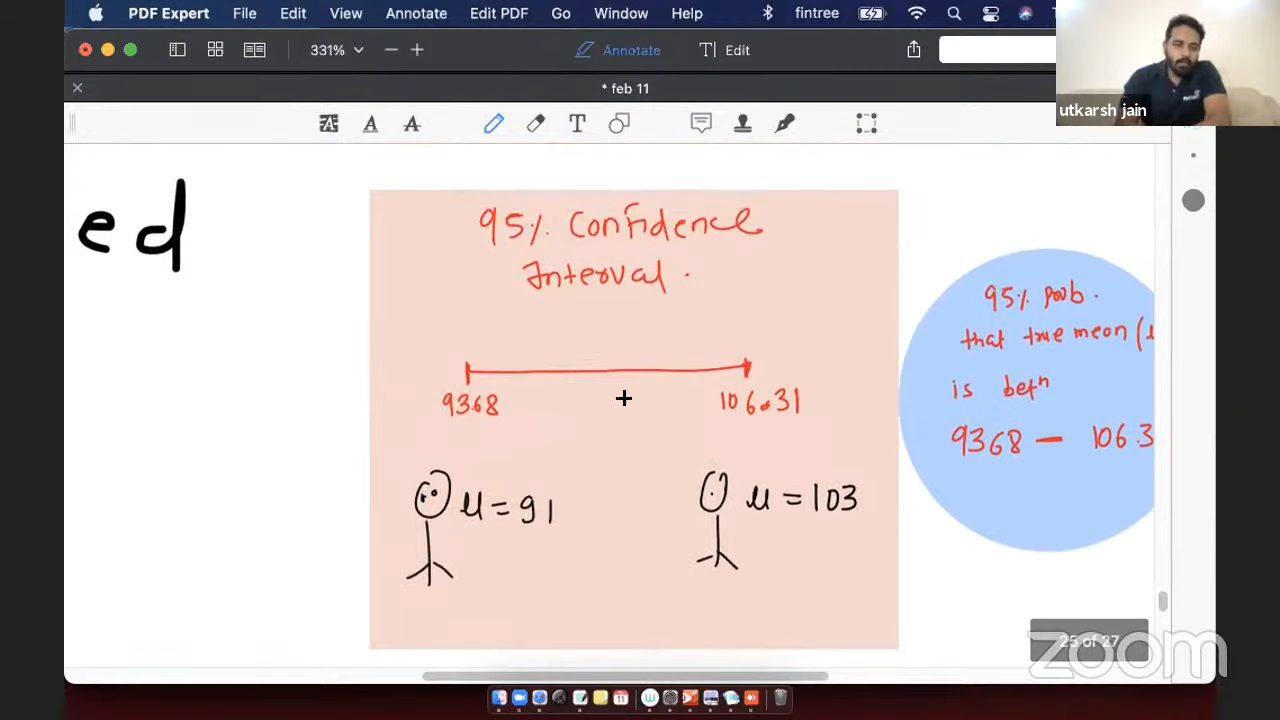 PDF Expert File Edit View Annotate Edit PDF Go Window Help fintree
331% Annotate T Edit
* feb 11
utkarsh jain
ed
95% Confidence
Interval.
93.68 106.31
μ = 91 μ = 103
95% prob.
that true mean (
is betn
9368 — 106.3
25 of 27
zoom